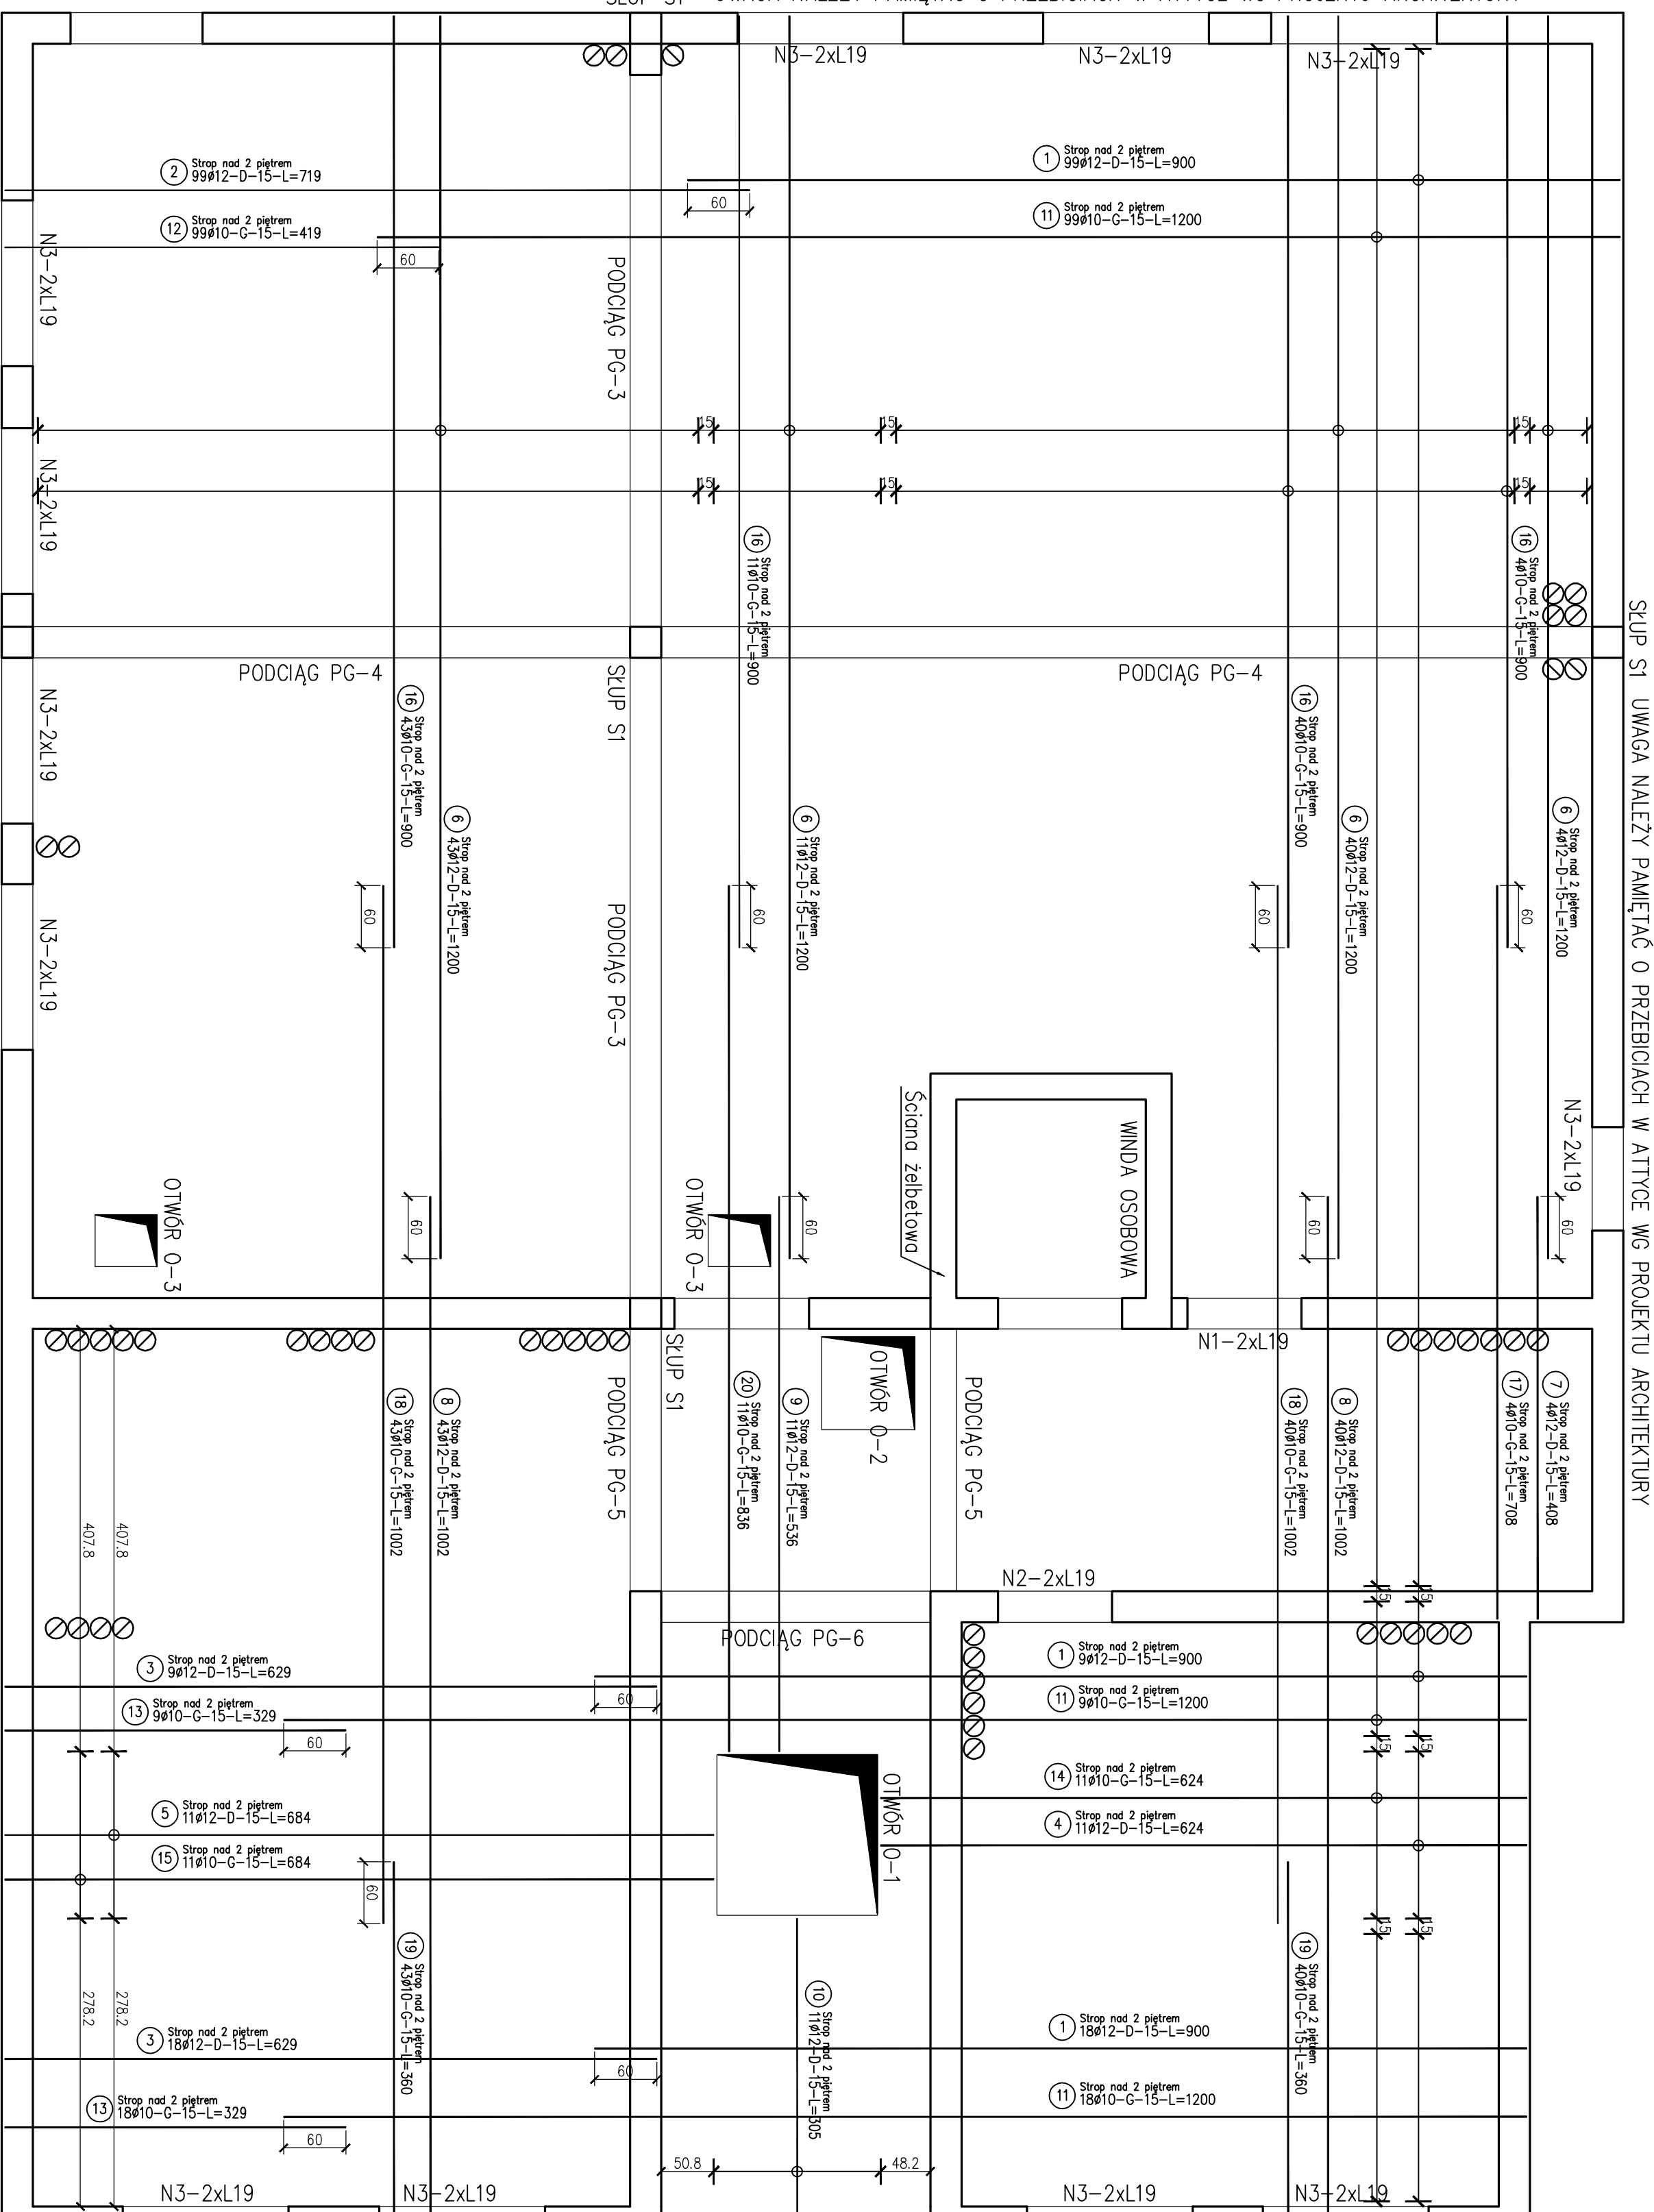 N3-2xL19
N3-2xL19
N3-2xL19
2 Strop nad 2 piętrem
99ø12-D-15-L=719
1 Strop nad 2 piętrem
99ø12-D-15-L=900
60
12 Strop nad 2 piętrem
99ø10-G-15-L=419
11 Strop nad 2 piętrem
99ø10-G-15-L=1200
60
N3-2xL19
PODCIĄG PG-3
15
15
15
15
15
15
N3-2xL19
16 Strop nad 2 piętrem
11ø10-G-15-L=900
16 Strop nad 2 piętrem
4ø10-G-15-L=900
SŁUP S1 UWAGA NALEŻY PAMIĘTAĆ O PRZEBICIACH W ATTYCE WG PROJEKTU ARCHITEKTURY
PODCIĄG PG-4
SŁUP S1
PODCIĄG PG-4
N3-2xL19
16 Strop nad 2 piętrem
43ø10-G-15-L=900
16 Strop nad 2 piętrem
40ø10-G-15-L=900
6 Strop nad 2 piętrem
43ø12-D-15-L=1200
6 Strop nad 2 piętrem
11ø12-D-15-L=1200
6 Strop nad 2 piętrem
40ø12-D-15-L=1200
6 Strop nad 2 piętrem
4ø12-D-15-L=1200
60
60
60
60
N3-2xL19
PODCIĄG PG-3
Ściana żelbetowa
WINDA OSOBOWA
N3-2xL19
OTWÓR O-3
60
OTWÓR O-3
60
60
60
SŁUP S1
OTWÓR O-2
N1-2xL19
18 Strop nad 2 piętrem
43ø10-G-15-L=1002
8 Strop nad 2 piętrem
43ø12-D-15-L=1002
PODCIĄG PG-5
20 Strop nad 2 piętrem
11ø10-G-15-L=836
9 Strop nad 2 piętrem
11ø12-D-15-L=536
PODCIĄG PG-5
18 Strop nad 2 piętrem
40ø10-G-15-L=1002
8 Strop nad 2 piętrem
40ø12-D-15-L=1002
17 Strop nad 2 piętrem
4ø10-G-15-L=708
7 Strop nad 2 piętrem
4ø12-D-15-L=408
407.8
407.8
N2-2xL19
15
15
PODCIĄG PG-6
3 Strop nad 2 piętrem
9ø12-D-15-L=629
1 Strop nad 2 piętrem
9ø12-D-15-L=900
60
13 Strop nad 2 piętrem
9ø10-G-15-L=329
11 Strop nad 2 piętrem
9ø10-G-15-L=1200
60
15
15
OTWÓR O-1
14 Strop nad 2 piętrem
11ø10-G-15-L=624
5 Strop nad 2 piętrem
11ø12-D-15-L=684
4 Strop nad 2 piętrem
11ø12-D-15-L=624
15 Strop nad 2 piętrem
11ø10-G-15-L=684
60
15
15
19 Strop nad 2 piętrem
43ø10-G-15-L=360
19 Strop nad 2 piętrem
40ø10-G-15-L=360
278.2
278.2
10 Strop nad 2 piętrem
11ø12-D-15-L=305
3 Strop nad 2 piętrem
18ø12-D-15-L=629
1 Strop nad 2 piętrem
18ø12-D-15-L=900
60
13 Strop nad 2 piętrem
18ø10-G-15-L=329
11 Strop nad 2 piętrem
18ø10-G-15-L=1200
60
50.8
48.2
N3-2xL19
N3-2xL19
N3-2xL19
N3-2xL19